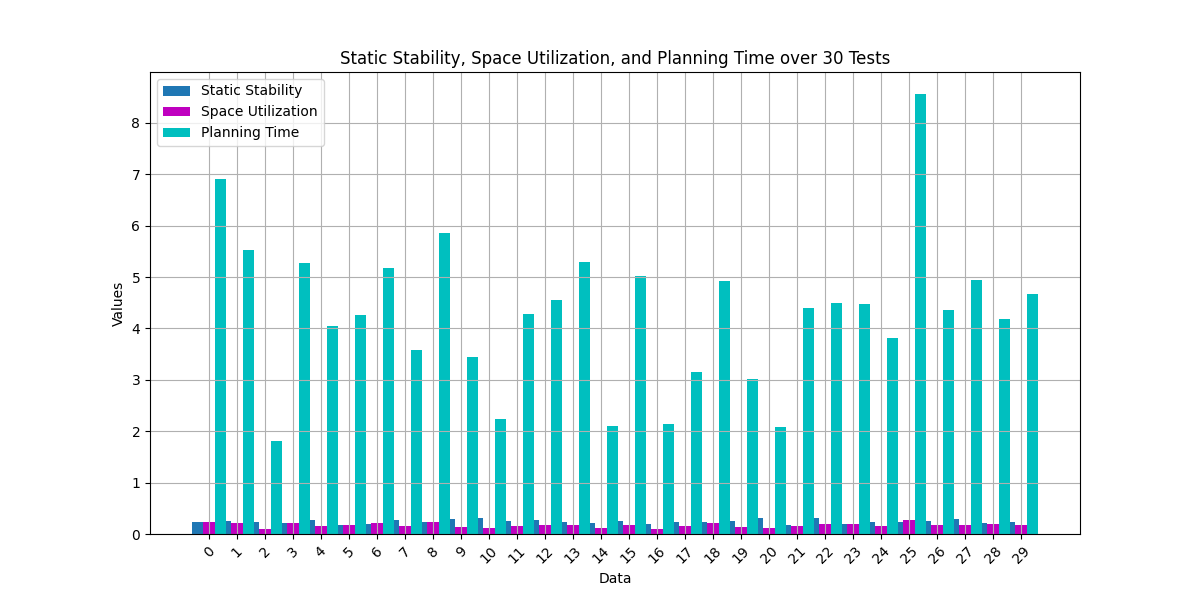 Static Stability, Space Utilization, and Planning Time over 30 Tests
Static Stability
Space Utilization
Planning Time
8
7
6
5
4
3
2
1
0
Values
0 1 2 3 4 5 6 7 8 9 10 11 12 13 14 15 16 17 18 19 20 21 22 23 24 25 26 27 28 29
Data